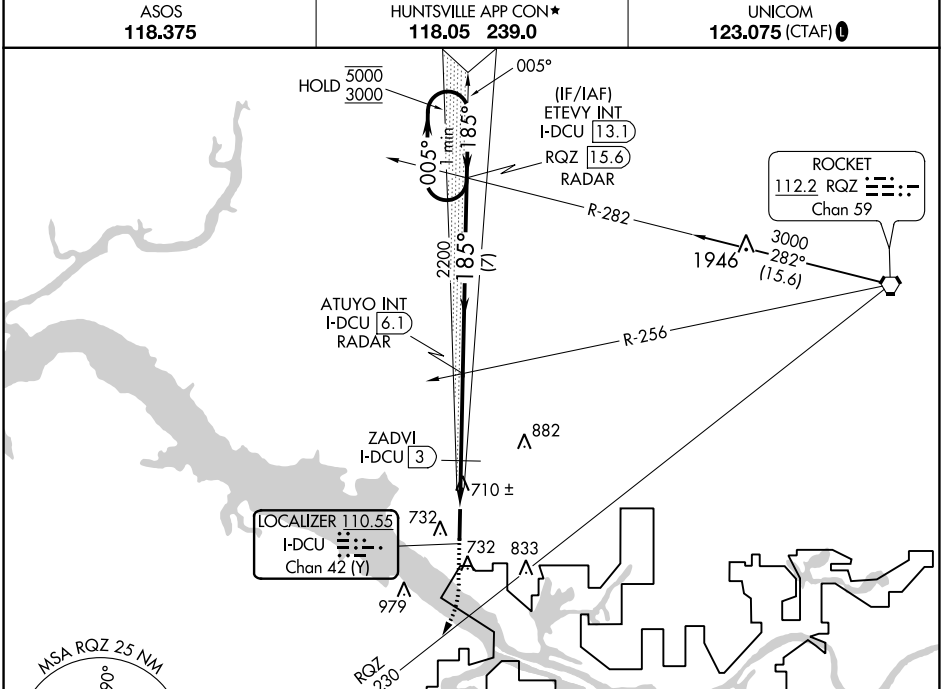 ASOS
118.375
HUNTSVILLE APP CON★
118.05 239.0
UNICOM
123.075 (CTAF) L
HOLD 5000
3000
005°
185°
005°
1 min
(IF/IAF)
ETEVY INT
I-DCU 13.1
RQZ 15.6
RADAR
ROCKET
112.2 RQZ
Chan 59
R-282
1946
3000
282°
(15.6)
2200
185°
(7)
ATUYO INT
I-DCU 6.1
RADAR
R-256
ZADVI
I-DCU 3
882
710 ±
LOCALIZER 110.55
I-DCU
Chan 42 (Y)
732
732
833
979
MSA RQZ 25 NM
90°
RQZ
230